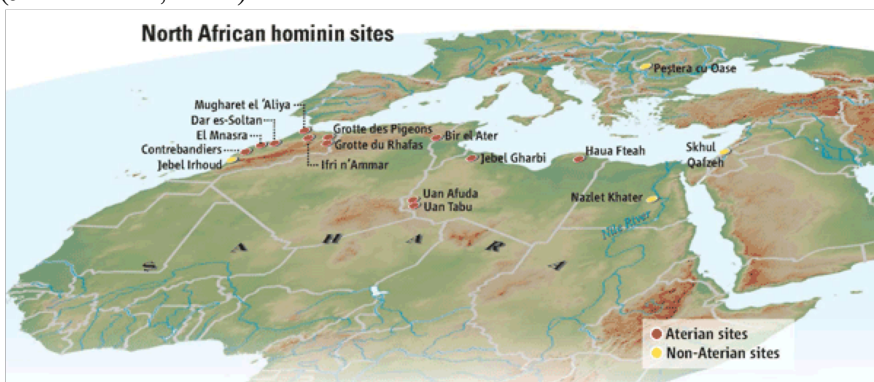 North African hominin sites
Peştera cu Oase
Mugharet el 'Aliya
Dar es-Soltan
El Mnasra
Contrebandiers
Jebel Irhoud
Grotte des Pigeons
Grotte du Rhafas
Ifri n'Ammar
Bir el Ater
Jebel Gharbi
Haua Fteah
Skhul
Qafzeh
Uan Afuda
Uan Tabu
Nazlet Khater
Nile River
SAHARA
Aterian sites
Non-Aterian sites